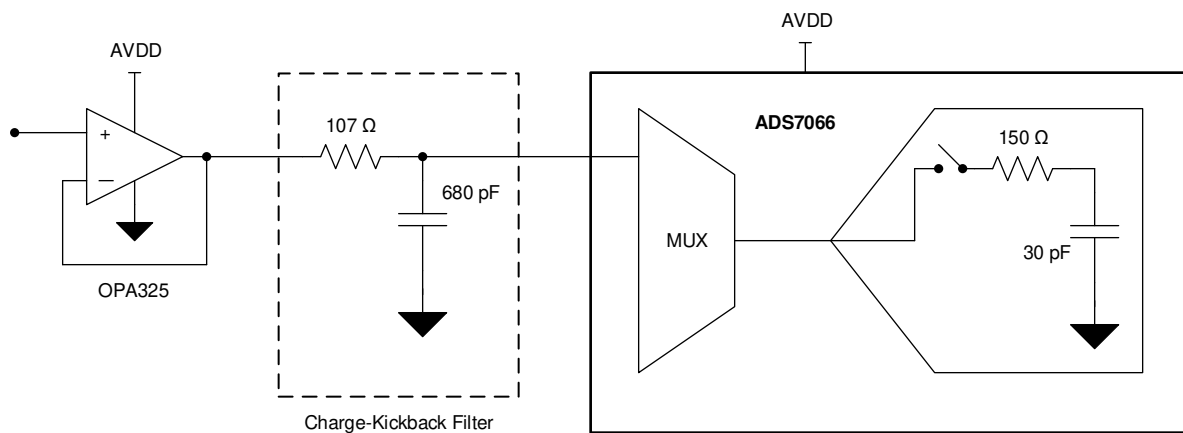 AVDD
AVDD
107 Ω
ADS7066
150 Ω
+
−
680 pF
MUX
30 pF
OPA325
Charge-Kickback Filter